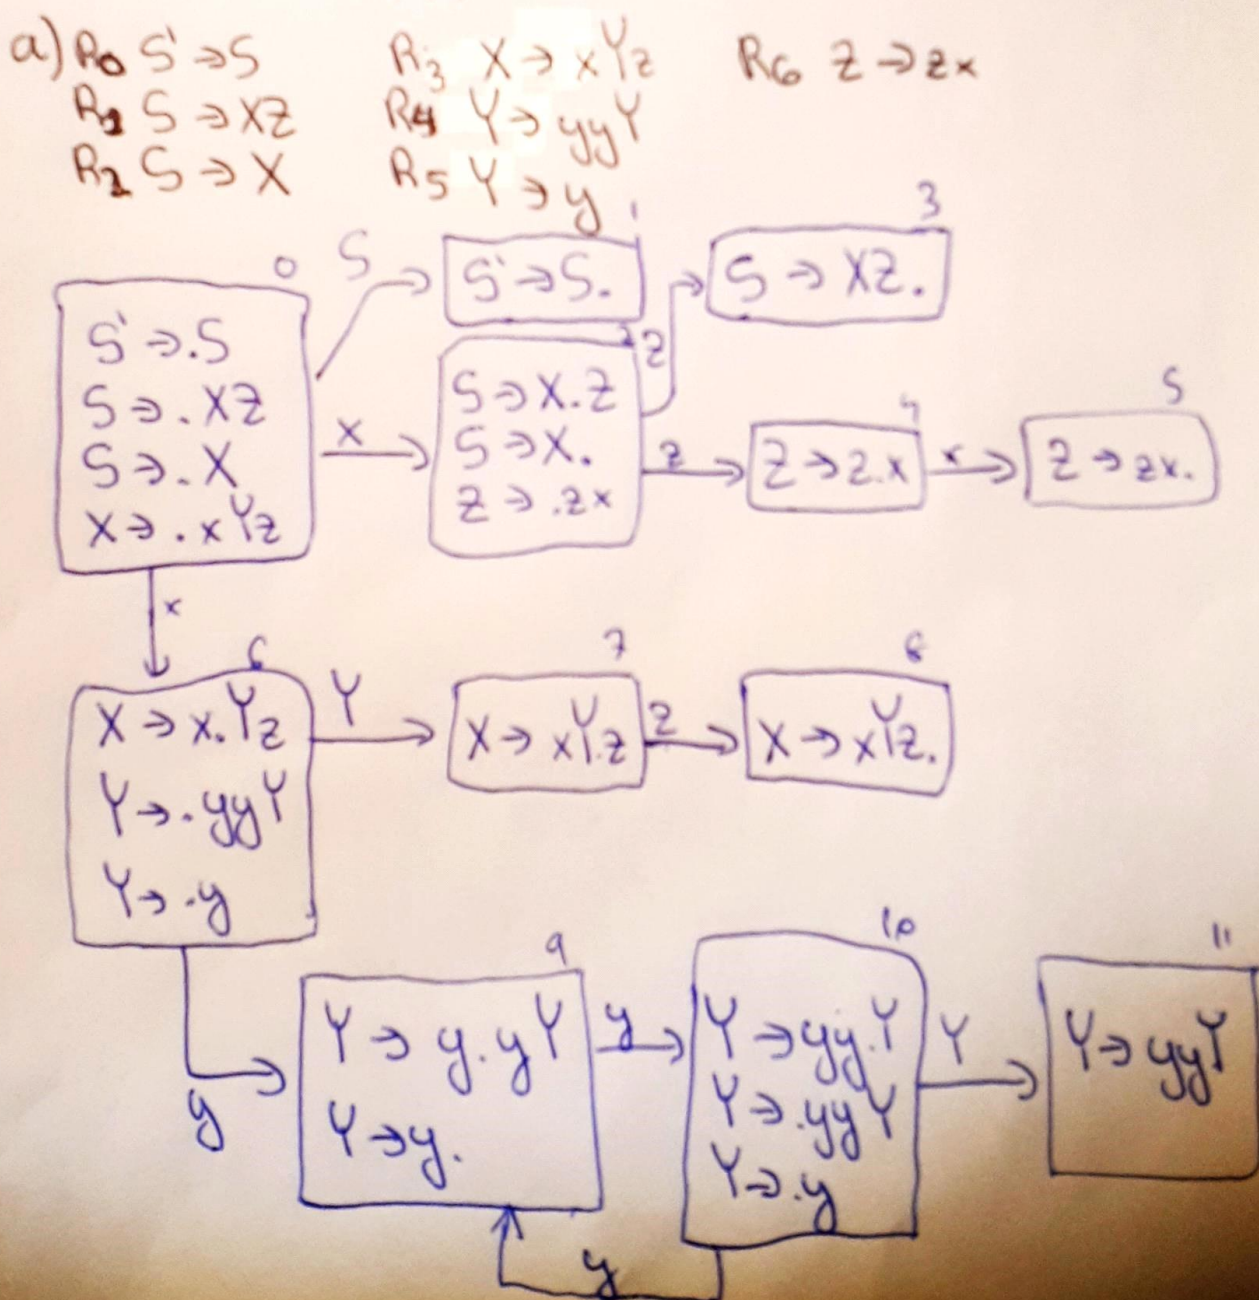 a) R0 S' → S R3 X → xYz R6 Z → zx
R1 S → XZ R4 Y → yyY
R2 S → X R5 Y → y
0 S 1 3
S' → .S
S → .XZ
S → .X
X → .xYz
S' → S.
S → XZ.
X
2 Z
S → X.Z
S → X.
Z → .zx
z
4
Z → z.x
x
5
Z → zx.
x
6
X → x.Yz
Y → .yyY
Y → .y
Y
7
X → xY.z
z
8
X → xYz.
y
9
Y → y.yY
Y → y.
y
10
Y → yy.Y
Y → .yyY
Y → .y
Y
11
Y → yyY.
y